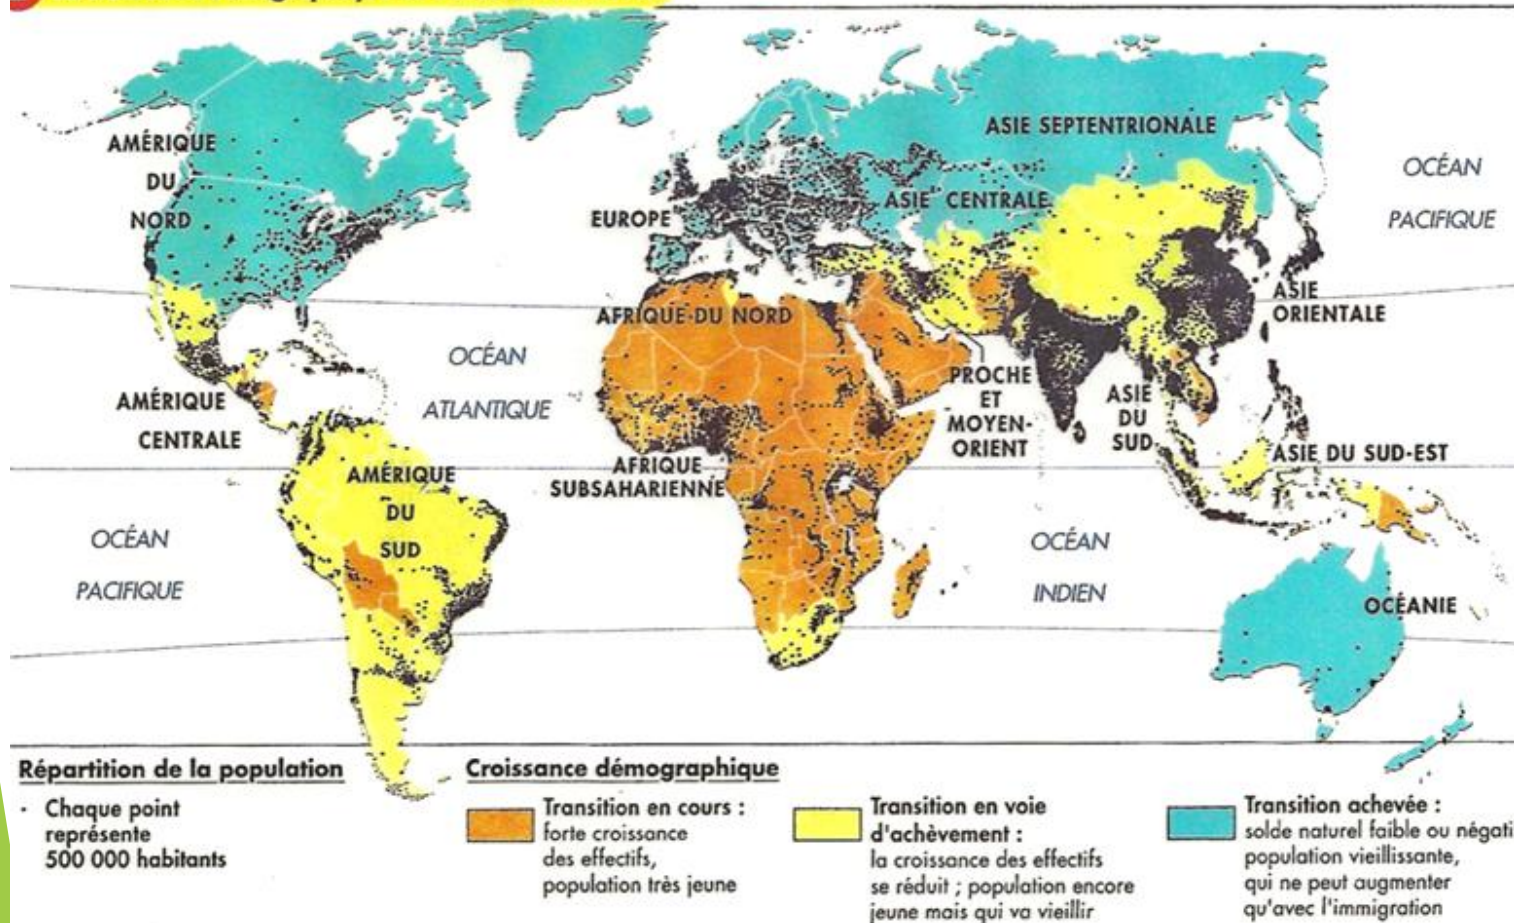 AMÉRIQUE
DU
NORD
EUROPE
ASIE SEPTENTRIONALE
ASIE CENTRALE
OCÉAN
PACIFIQUE
ASIE
ORIENTALE
AFRIQUE DU NORD
OCÉAN
ATLANTIQUE
PROCHE
ET
MOYEN-
ORIENT
ASIE
DU
SUD
AMÉRIQUE
CENTRALE
AFRIQUE
SUBSAHARIENNE
ASIE DU SUD-EST
AMÉRIQUE
DU
SUD
OCÉAN
PACIFIQUE
OCÉAN
INDIEN
OCÉANIE
Répartition de la population
· Chaque point
représente
500 000 habitants
Croissance démographique
Transition en cours :
forte croissance
des effectifs,
population très jeune
Transition en voie
d'achèvement :
la croissance des effectifs
se réduit ; population encore
jeune mais qui va vieillir
Transition achevée :
solde naturel faible ou négati
population vieillissante,
qui ne peut augmenter
qu'avec l'immigration